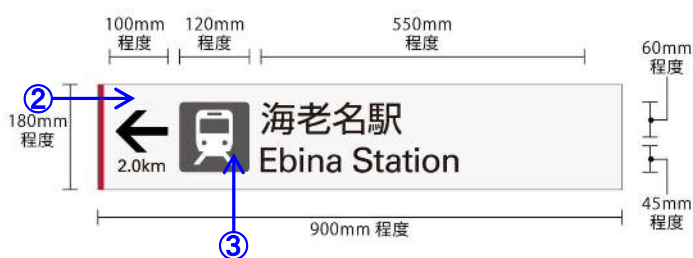 100mm
程度
120mm
程度
550mm
程度
60mm
程度
②
180mm
程度
2.0km
海老名駅
Ebina Station
45mm
程度
900mm 程度
③